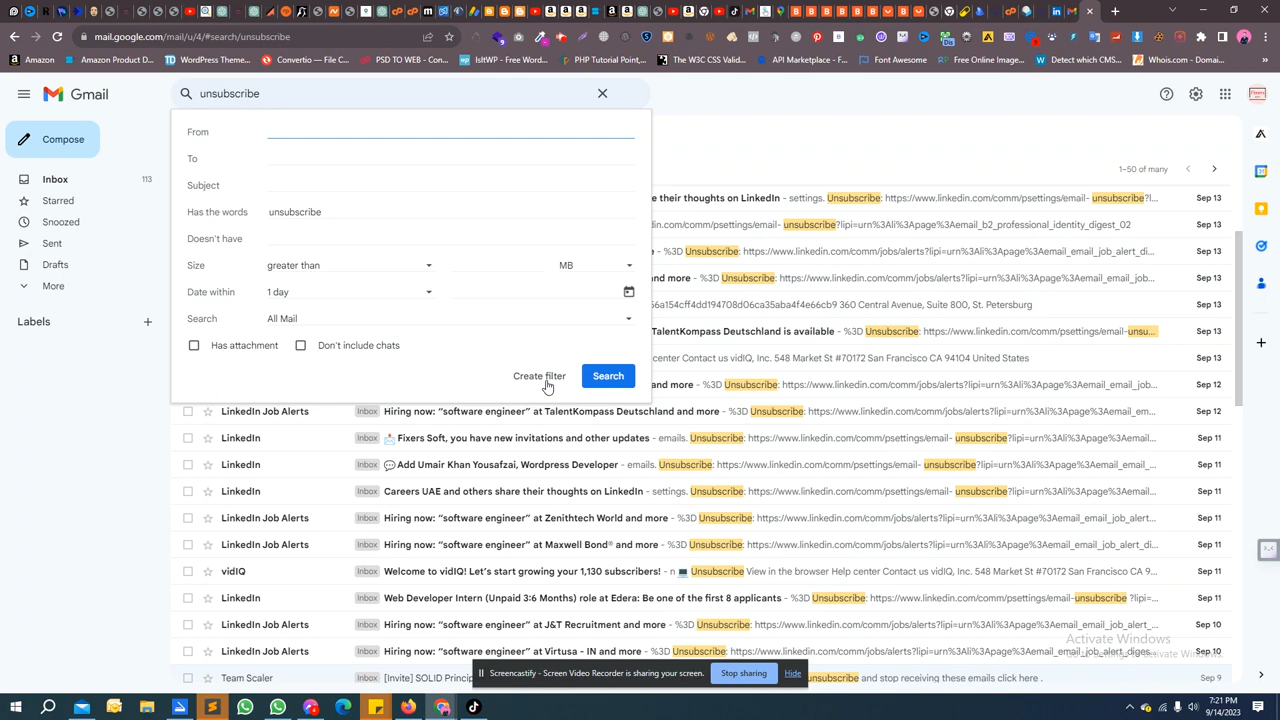 mail.google.com/mail/u/4/#search/unsubscribe
Amazon
Amazon Product D...
WordPress Theme...
Convertio — File C...
PSD TO WEB - Con...
IsItWP - Free Word...
PHP Tutorial Poin,...
The W3C CSS Valid...
API Marketplace -...
Font Awesome
Online Image...
Detect which CMS...
Whois.com - Domai...
Gmail
unsubscribe
Compose
Inbox 113
Starred
Snoozed
Sent
Drafts
More
Labels
From
To
Subject
Has the words unsubscribe
Doesn't have
Size greater than MB
Date within 1 day
Search All Mail
Has attachment Don't include chats
Create filter Search
1–50 of many
e their thoughts on LinkedIn - settings. Unsubscribe: https://www.linkedin.com/comm/psettings/email- unsubscribe?l... Sep 13
din.com/comm/psettings/email- unsubscribe?lipi=urn%3Ali%3Apage%3Aemail_b2_professional_identity_digest_02 Sep 13
e - %3D Unsubscribe: https://www.linkedin.com/comm/jobs/alerts?lipi=urn%3Ali%3Apage%3Aemail_email_job_alert_di... Sep 13
nd more - %3D Unsubscribe: https://www.linkedin.com/comm/jobs/alerts?lipi=urn%3Ali%3Apage%3Aemail_email_job_al... Sep 13
56a154cff4dd194708d06ca35aba4f4e66cb9 360 Central Avenue, Suite 800, St. Petersburg Sep 13
TalentKompass Deutschland is available - %3D Unsubscribe: https://www.linkedin.com/comm/psettings/email-unsu... Sep 13
center Contact us vidIQ, Inc. 548 Market St #70172 San Francisco CA 94104 United States Sep 13
nd more - %3D Unsubscribe: https://www.linkedin.com/comm/jobs/alerts?lipi=urn%3Ali%3Apage%3Aemail_email_job... Sep 12
LinkedIn Job Alerts Inbox Hiring now: “software engineer” at TalentKompass Deutschland and more - %3D Unsubscribe: https://www.linkedin.com/comm/jobs/alerts?lipi=urn%3Ali%3Apage%3Aemail_em... Sep 12
LinkedIn Inbox 📩 Fixers Soft, you have new invitations and other updates - emails. Unsubscribe: https://www.linkedin.com/comm/psettings/email- unsubscribe?lipi=urn%3Ali%3Apage%3Aemail... Sep 11
LinkedIn Inbox 💬 Add Umair Khan Yousafzai, Wordpress Developer - emails. Unsubscribe: https://www.linkedin.com/comm/psettings/email- unsubscribe?lipi=urn%3Ali%3Apage%3Aemail_email_... Sep 11
LinkedIn Inbox Careers UAE and others share their thoughts on LinkedIn - settings. Unsubscribe: https://www.linkedin.com/comm/psettings/email- unsubscribe?lipi=urn%3Ali%3Apage%3Aemail... Sep 11
LinkedIn Job Alerts Inbox Hiring now: “software engineer” at Zenithtech World and more - %3D Unsubscribe: https://www.linkedin.com/comm/jobs/alerts?lipi=urn%3Ali%3Apage%3Aemail_email_job_alert... Sep 11
LinkedIn Job Alerts Inbox Hiring now: “software engineer” at Maxwell Bond® and more - %3D Unsubscribe: https://www.linkedin.com/comm/jobs/alerts?lipi=urn%3Ali%3Apage%3Aemail_email_job_alert_di... Sep 11
vidIQ Inbox Welcome to vidIQ! Let's start growing your 1,130 subscribers! - n 💻 Unsubscribe View in the browser Help center Contact us vidIQ, Inc. 548 Market St #70172 San Francisco CA 9... Sep 11
LinkedIn Inbox Web Developer Intern (Unpaid 3:6 Months) role at Edera: Be one of the first 8 applicants - %3D Unsubscribe: https://www.linkedin.com/comm/psettings/email-unsubscribe ?lipi=... Sep 11
LinkedIn Job Alerts Inbox Hiring now: “software engineer” at J&T Recruitment and more - %3D Unsubscribe: https://www.linkedin.com/comm/jobs/alerts?lipi=urn%3Ali%3Apage%3Aemail_email_job_alert_... Sep 10
LinkedIn Job Alerts Inbox Hiring now: “software engineer” at Virtusa - IN and more - %3D Unsubscribe: https://www.linkedin.com/comm/jobs/alerts?lipi=urn%3Ali%3Apage%3Aemail_email_job_alert_diges... Sep 10
Team Scaler Inbox [Invite] SOLID Princip unsubscribe and stop receiving these emails click here . Sep 9
Activate Windows
Screencastify - Screen Video Recorder is sharing your screen. Stop sharing Hide
7:21 PM
9/14/2023